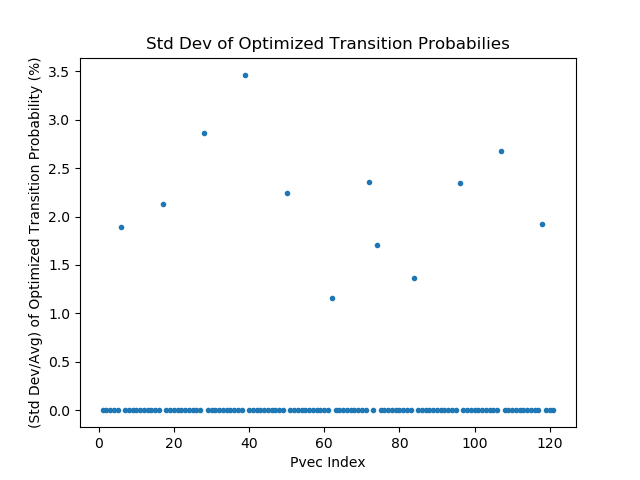 Std Dev of Optimized Transition Probabilies
(Std Dev/Avg) of Optimized Transition Probability (%)
3.5
3.0
2.5
2.0
1.5
1.0
0.5
0.0
0 20 40 60 80 100 120
Pvec Index